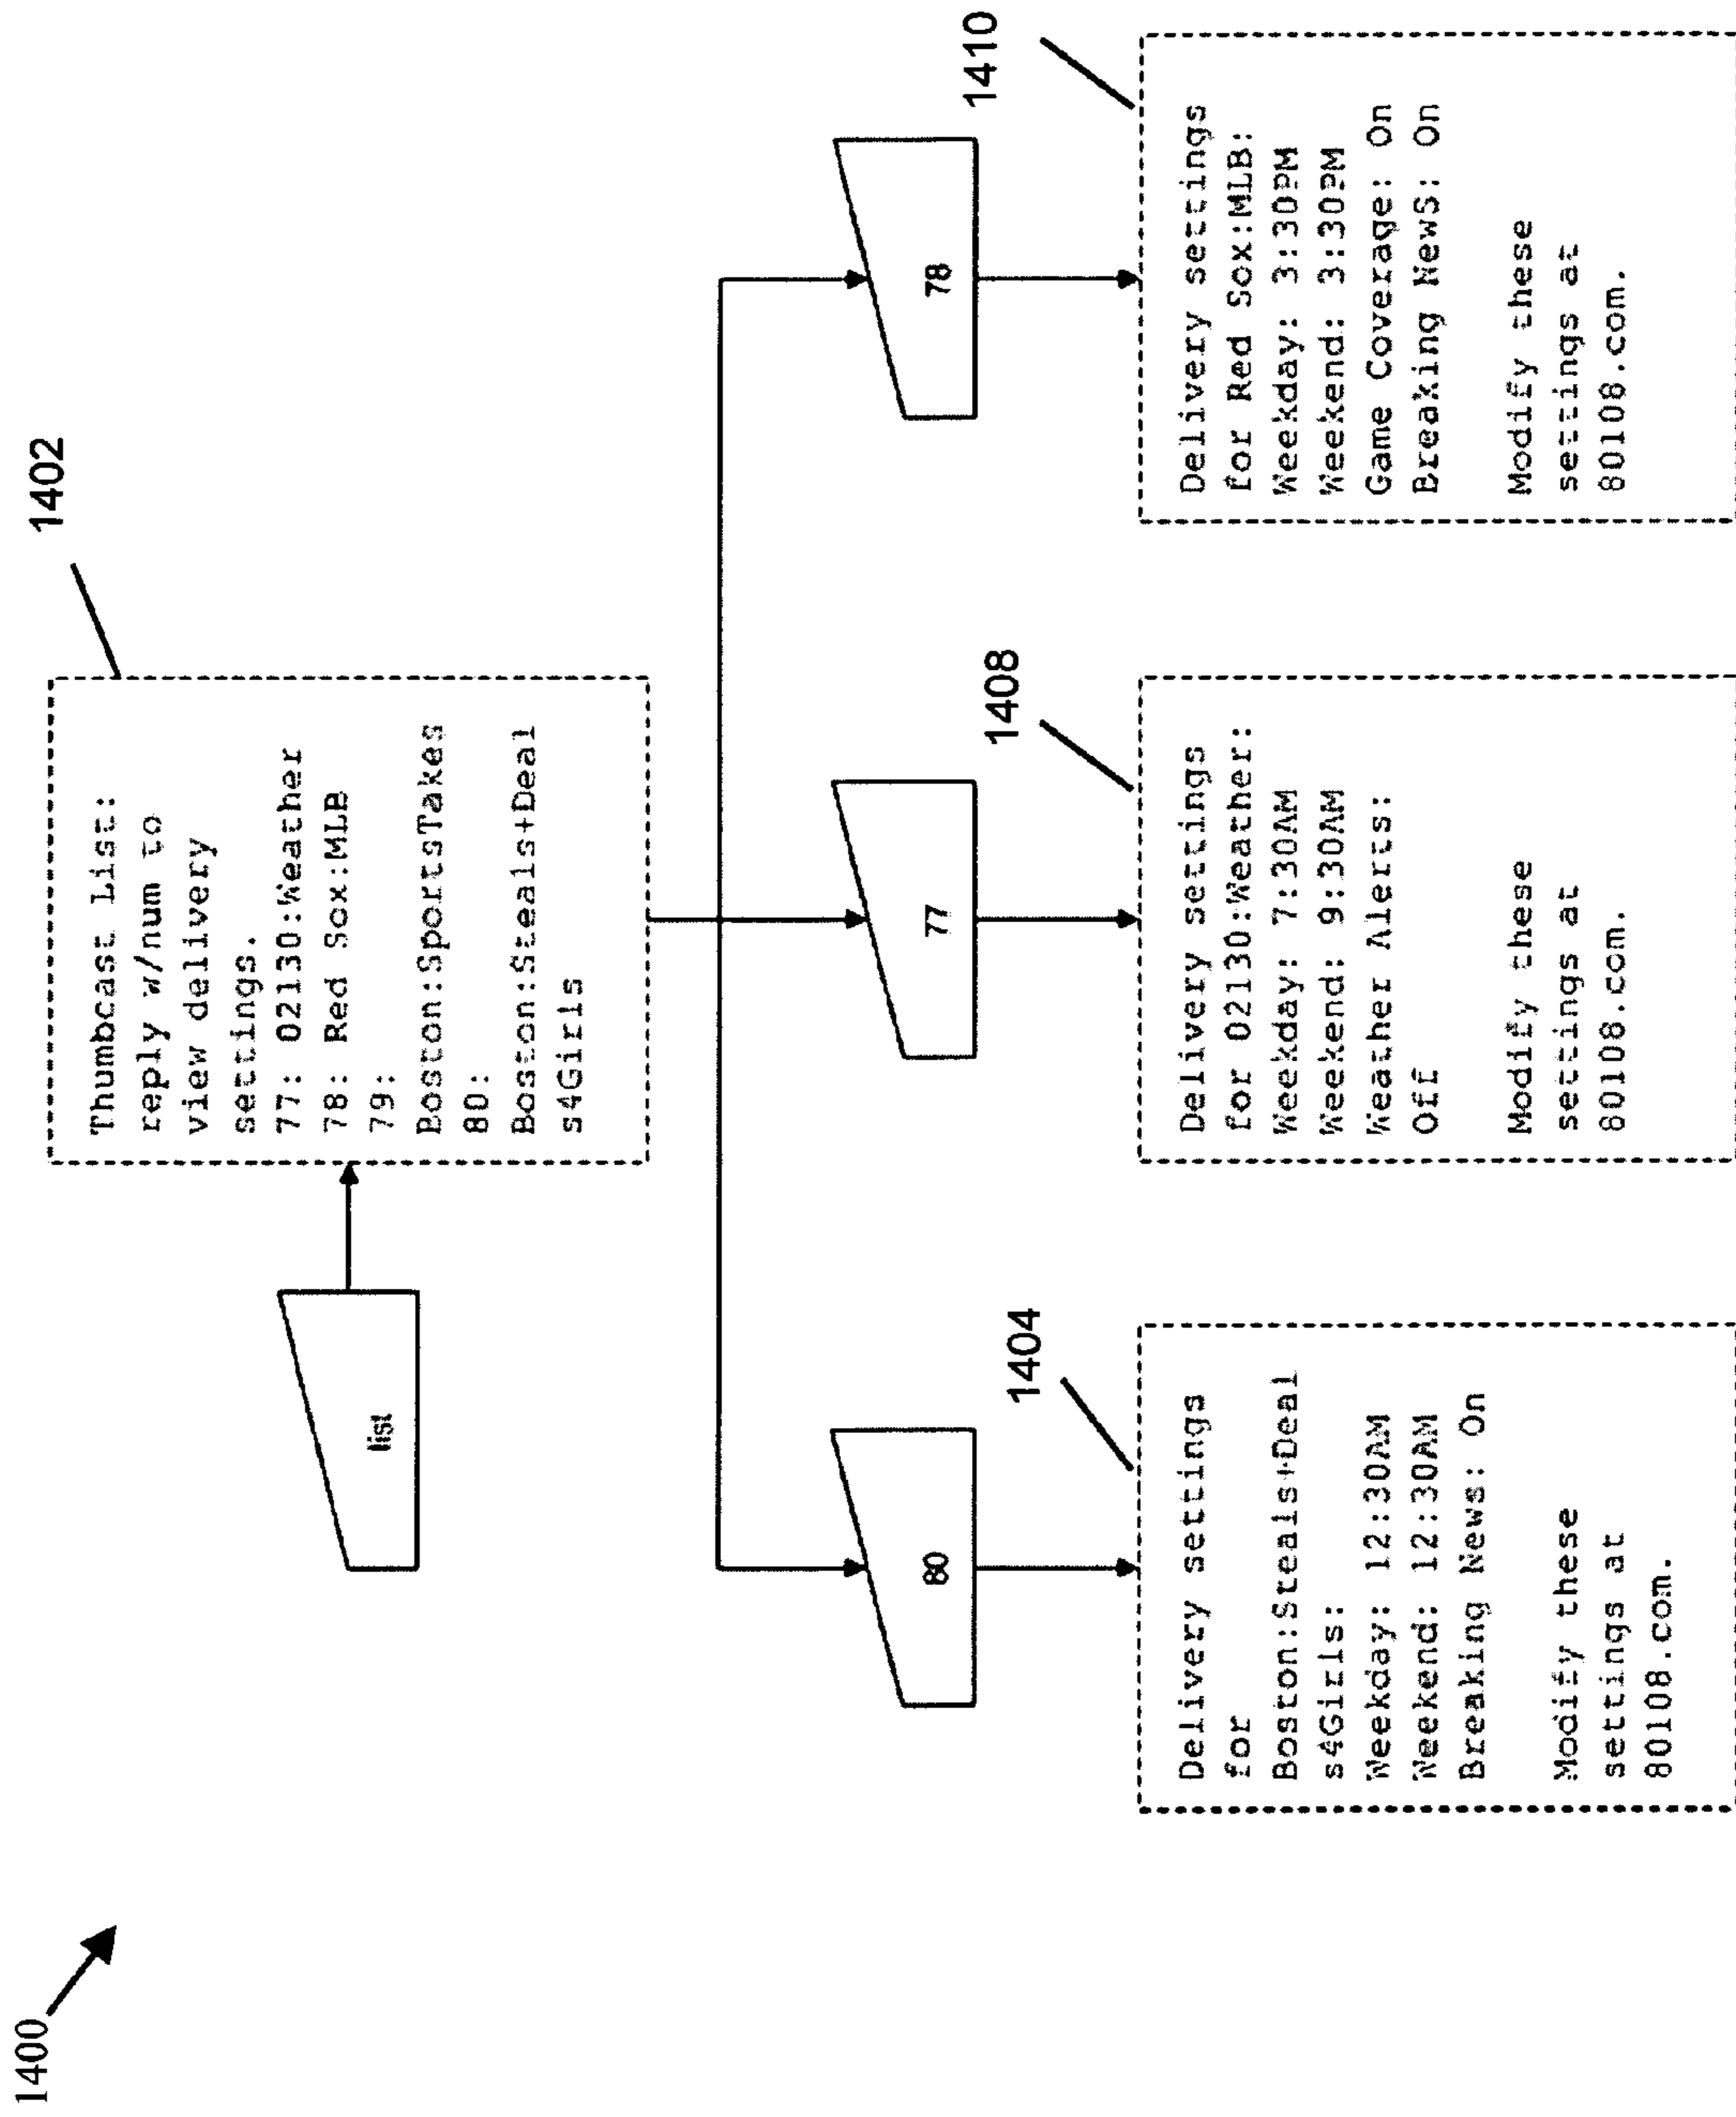 1400
1402
Thumbcast List:
reply w/num to
view delivery
settings.
77: 02130:Weather
78: Red Sox:MLB
79:
Boston:SportsTakes
80:
Boston:Steals+Deal
s4Girls
list
80
77
78
1404
Delivery settings
for
Boston:Steals+Deal
s4Girls:
Weekday: 12:30AM
Weekend: 12:30AM
Breaking News: On
Modify these
settings at
80108.com.
1408
Delivery settings
for 02130:Weather:
Weekday: 7:30AM
Weekend: 9:30AM
Weather Alerts:
Off
Modify these
settings at
80108.com.
1410
Delivery settings
for Red Sox:MLB:
Weekday: 3:30PM
Weekend: 3:30PM
Game Coverage: On
Breaking NewS: On
Modify these
settings at
80108.com.